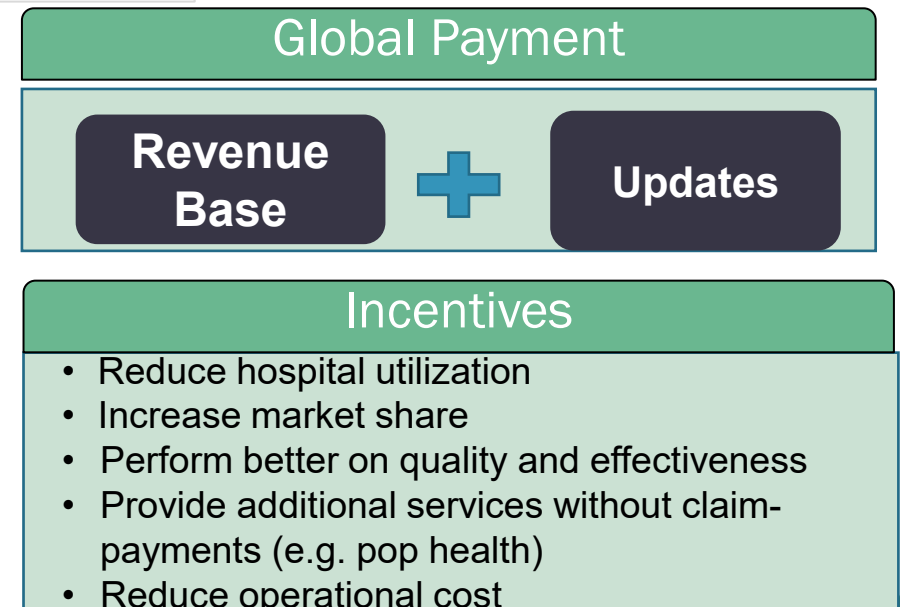 Global Payment
Revenue
Base
Updates
Incentives
• Reduce hospital utilization
• Increase market share
• Perform better on quality and effectiveness
• Provide additional services without claim-
payments (e.g. pop health)
• Reduce operational cost